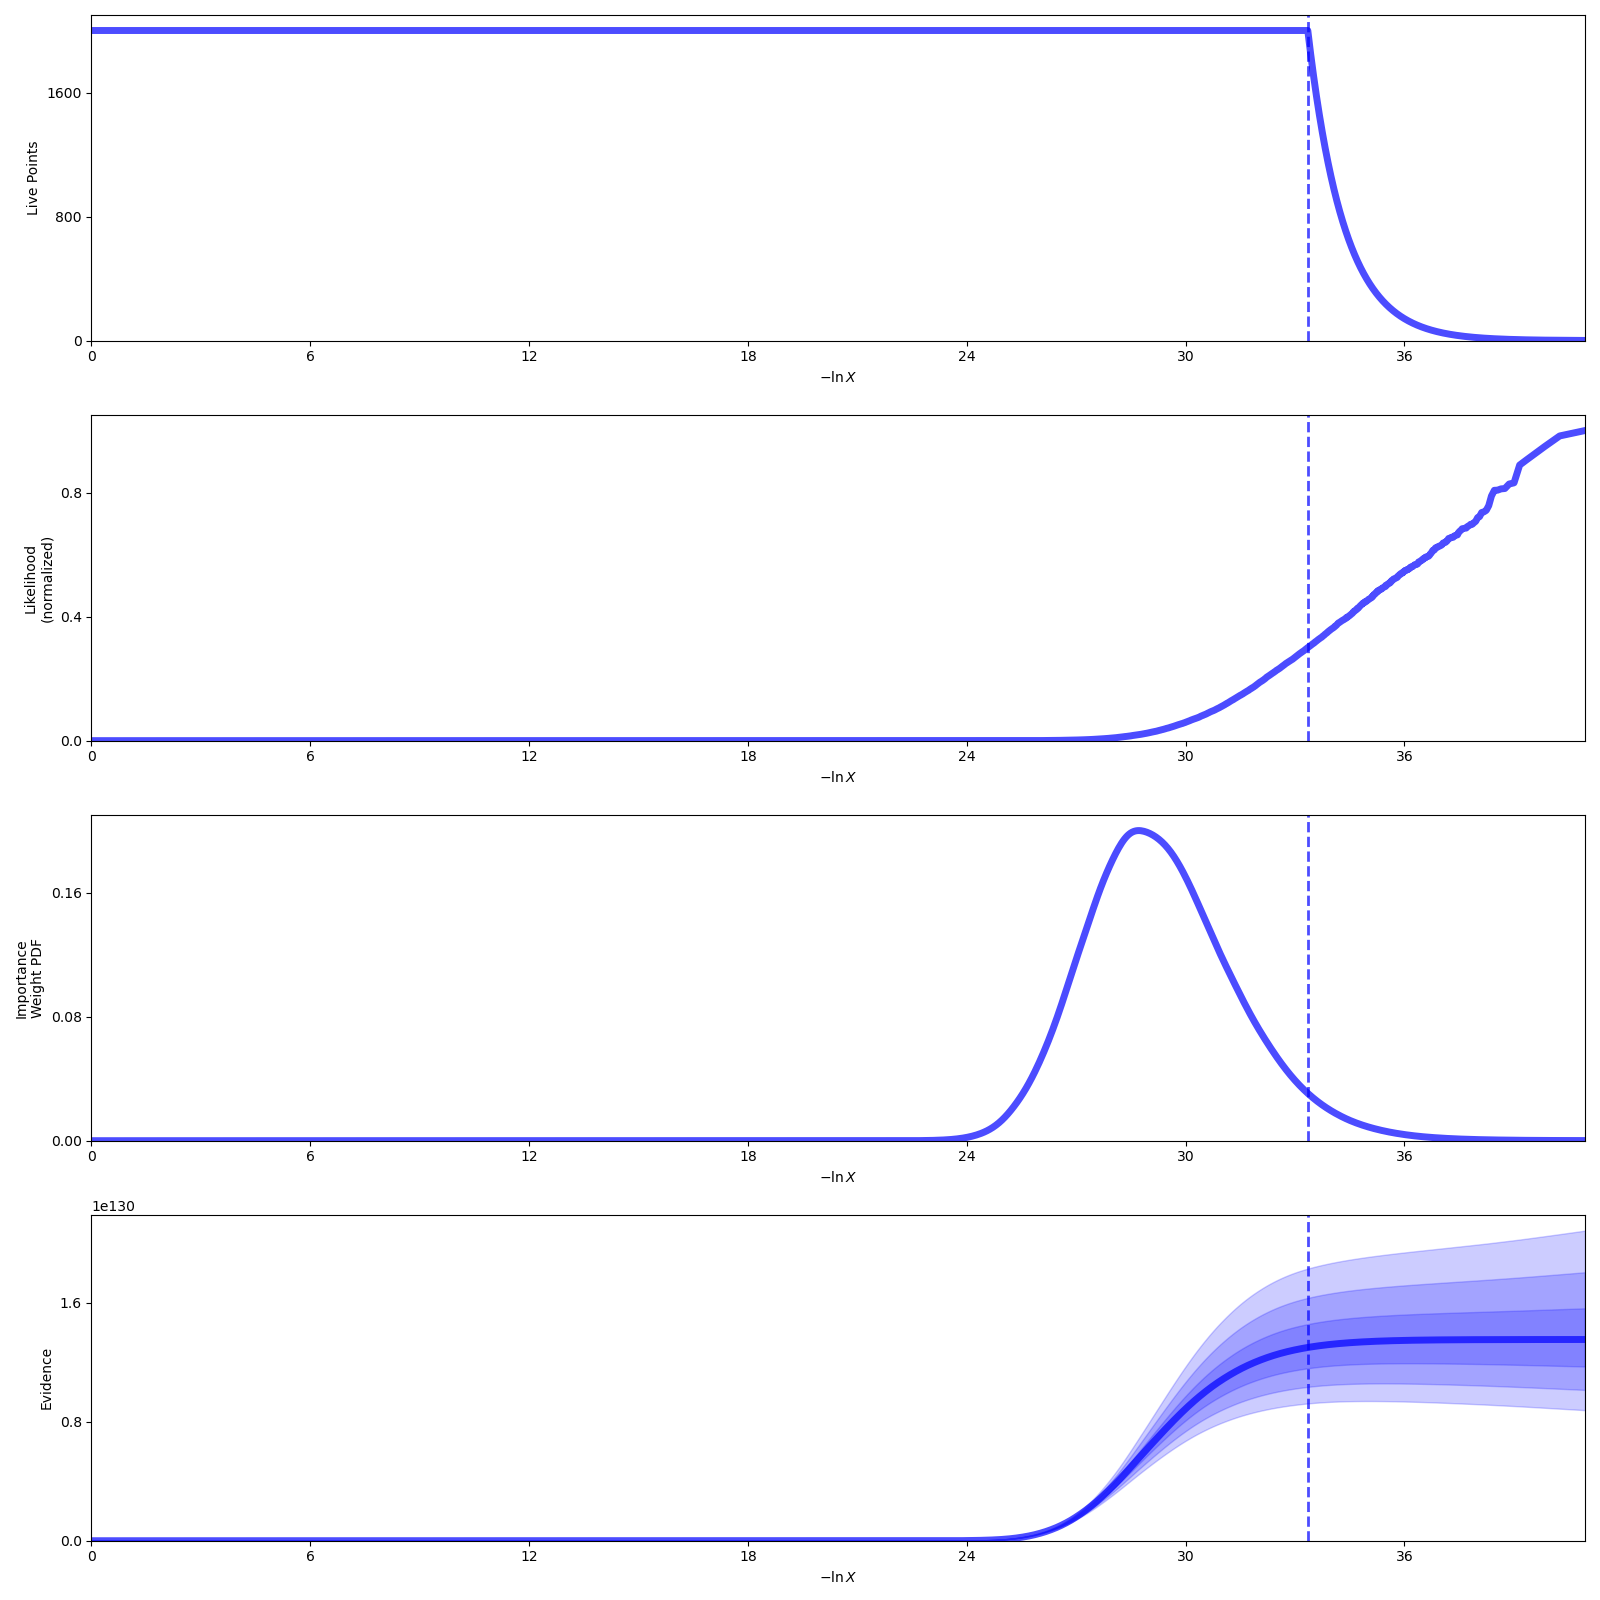 1600
800
0
Live Points
0 6 12 18 24 30 36
−ln X
0.8
0.4
0.0
Likelihood
(normalized)
0 6 12 18 24 30 36
−ln X
0.16
0.08
0.00
Importance
Weight PDF
0 6 12 18 24 30 36
−ln X
1e130
1.6
0.8
0.0
Evidence
0 6 12 18 24 30 36
−ln X